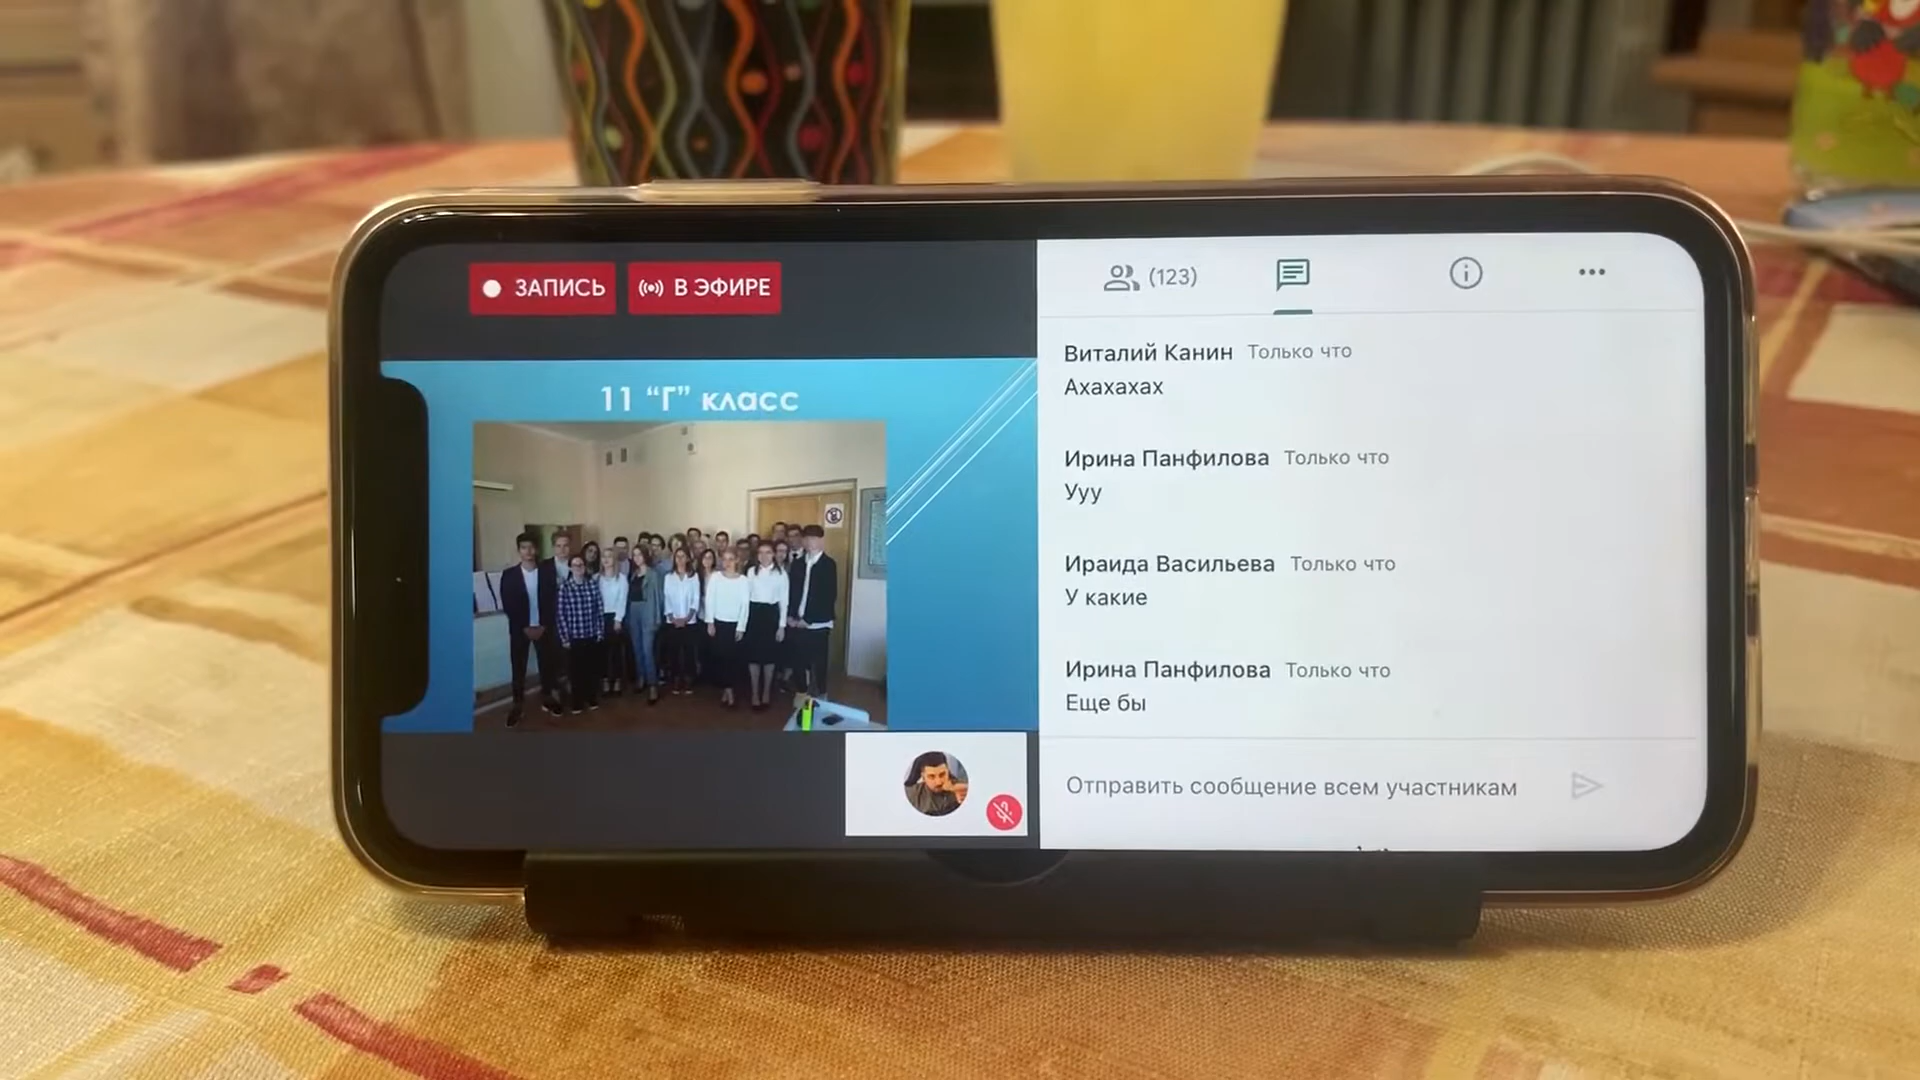 ЗАПИСЬ
В ЭФИРЕ
11 “Г” класс
(123)
Виталий Канин Только что
Ахахахах
Ирина Панфилова Только что
Ууу
Ираида Васильева Только что
У какие
Ирина Панфилова Только что
Еще бы
Отправить сообщение всем участникам